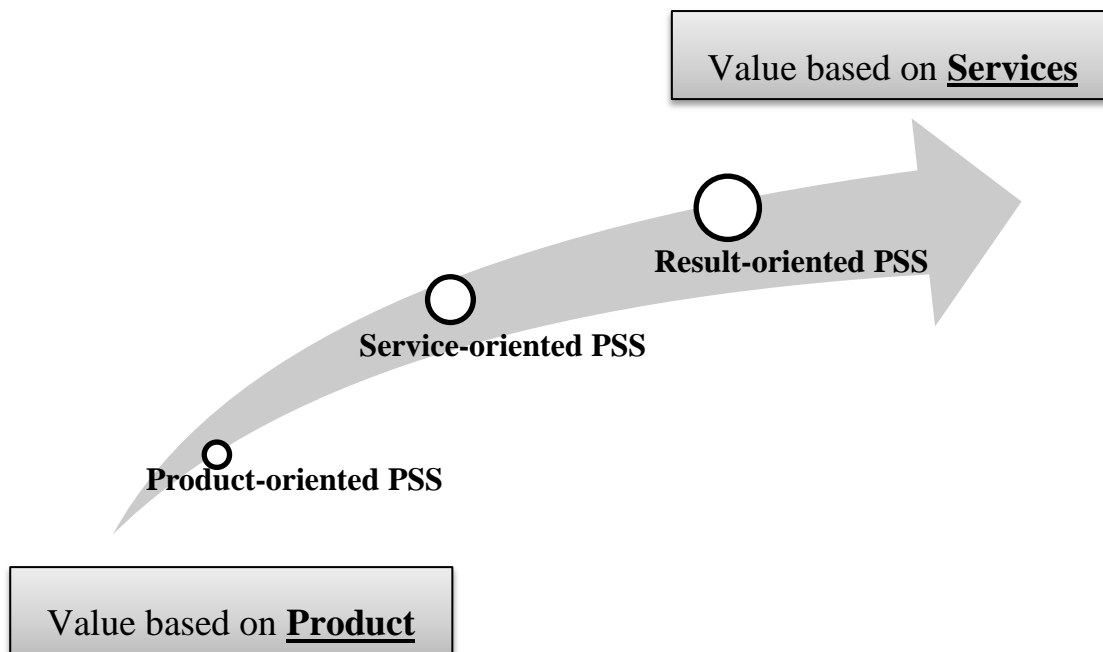 Value based on Services
Result-oriented PSS
Service-oriented PSS
Product-oriented PSS
Value based on Product